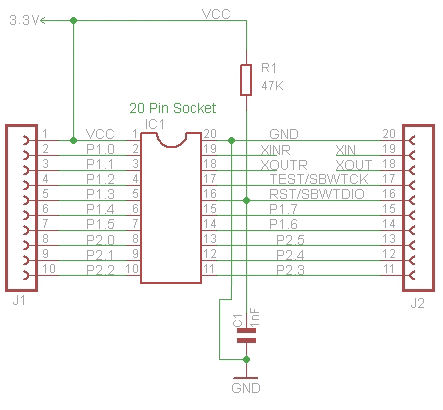 3.3V
VCC
R1
47K
20 Pin Socket
IC1
1 VCC 1 20 GND 20
2 P1.0 2 19 XINR XIN 19
3 P1.1 3 18 XOUTR XOUT 18
4 P1.2 4 17 TEST/SBWTCK 17
5 P1.3 5 16 RST/SBWTDIO 16
6 P1.4 6 15 P1.7 15
7 P1.5 7 14 P1.6 14
8 P2.0 8 13 P2.5 13
9 P2.1 9 12 P2.4 12
10 P2.2 10 11 P2.3 11
J1
J2
C1
1nF
GND